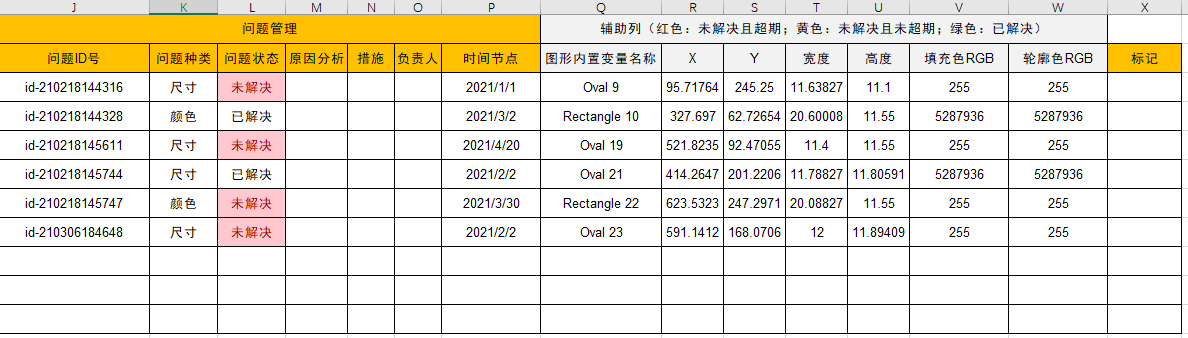 J K L M N O P Q R S T U V W X
问题管理 辅助列（红色：未解决且超期；黄色：未解决且未超期；绿色：已解决）
问题ID号 问题种类 问题状态 原因分析 措施 负责人 时间节点 图形内置变量名称 X Y 宽度 高度 填充色RGB 轮廓色RGB 标记
id-210218144316 尺寸 未解决 2021/1/1 Oval 9 95.71764 245.25 11.63827 11.1 255 255
id-210218144328 颜色 已解决 2021/3/2 Rectangle 10 327.697 62.72654 20.60008 11.55 5287936 5287936
id-210218145611 尺寸 未解决 2021/4/20 Oval 19 521.8235 92.47055 11.4 11.55 255 255
id-210218145744 尺寸 已解决 2021/2/2 Oval 21 414.2647 201.2206 11.78827 11.80591 5287936 5287936
id-210218145747 颜色 未解决 2021/3/30 Rectangle 22 623.5323 247.2971 20.08827 11.55 255 255
id-210306184648 尺寸 未解决 2021/2/2 Oval 23 591.1412 168.0706 12 11.89409 255 255